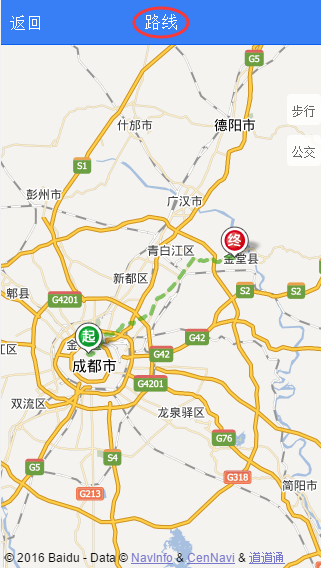 返回
路线
G5
步行
什邡市
德阳市
公交
S1
彭州市
广汉市
终
青白江区
金堂县
新都区
郫县
G4201
S2
S2
起
金
G42
江区
G42
成都市
G4201
双流区
龙泉驿区
G76
S4
G5
G318
G213
简阳市
© 2016 Baidu - Data © NavInfo & CenNavi & 道道通